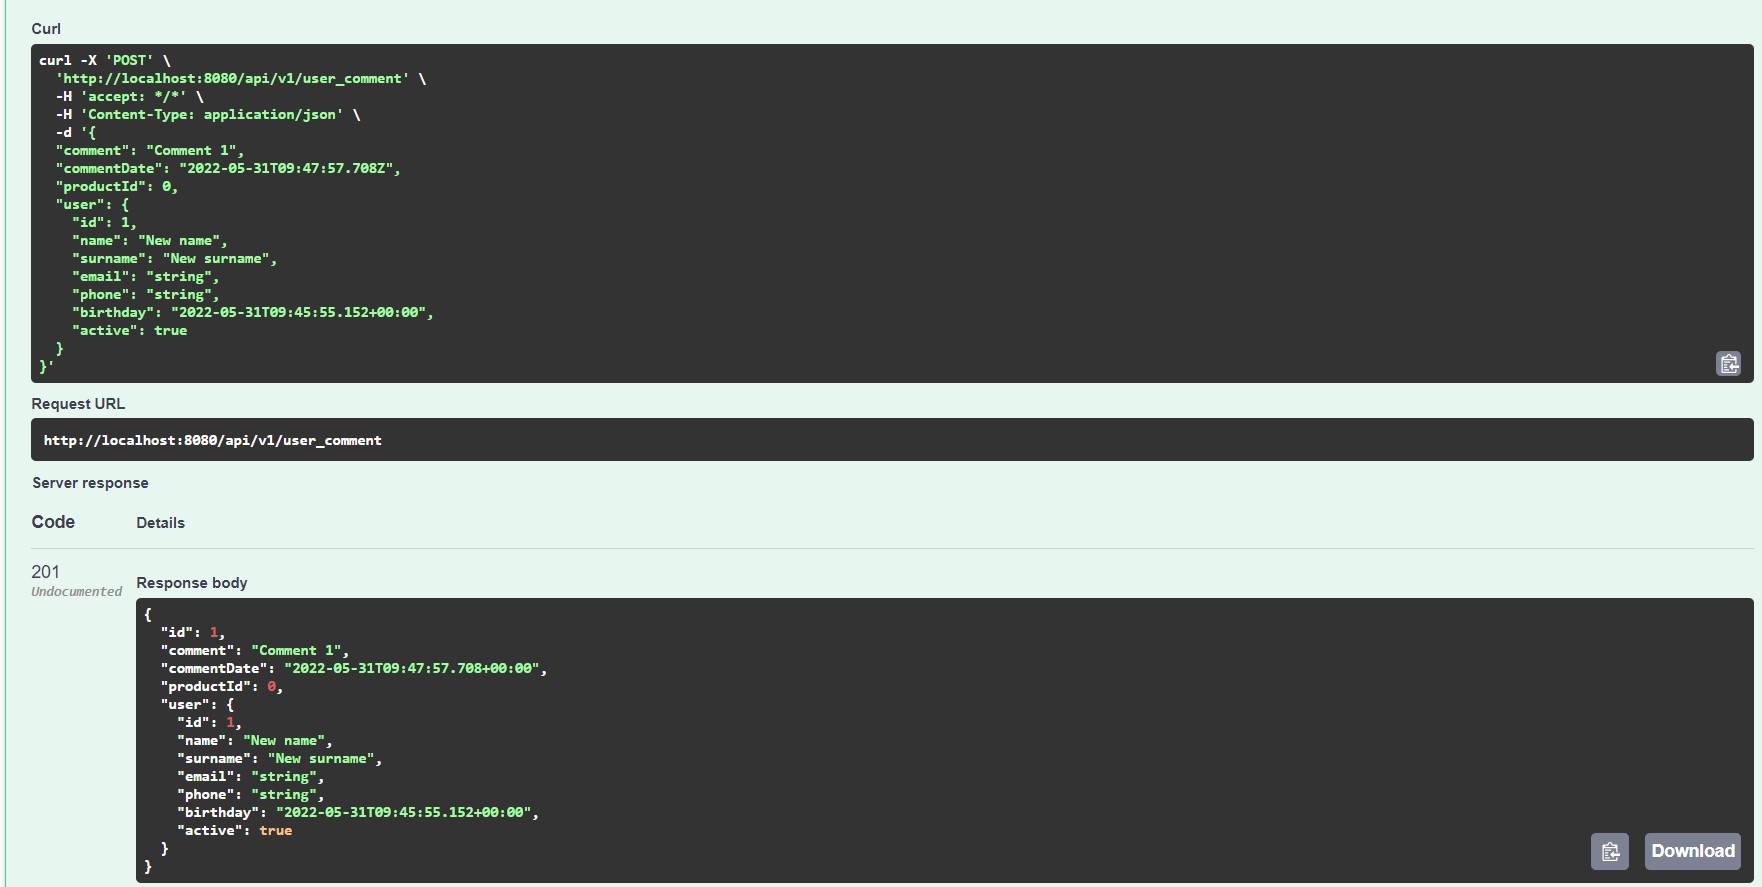 Curl
curl -X 'POST' \
  'http://localhost:8080/api/v1/user_comment' \
  -H 'accept: */*' \
  -H 'Content-Type: application/json' \
  -d '{
  "comment": "Comment 1",
  "commentDate": "2022-05-31T09:47:57.708Z",
  "productId": 0,
  "user": {
    "id": 1,
    "name": "New name",
    "surname": "New surname",
    "email": "string",
    "phone": "string",
    "birthday": "2022-05-31T09:45:55.152+00:00",
    "active": true
  }
}'
Request URL
http://localhost:8080/api/v1/user_comment
Server response
Code Details
201
Undocumented
Response body
{
  "id": 1,
  "comment": "Comment 1",
  "commentDate": "2022-05-31T09:47:57.708+00:00",
  "productId": 0,
  "user": {
    "id": 1,
    "name": "New name",
    "surname": "New surname",
    "email": "string",
    "phone": "string",
    "birthday": "2022-05-31T09:45:55.152+00:00",
    "active": true
  }
}
Download